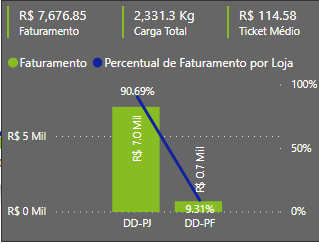 R$ 7,676.85
Faturamento
2,331.3 Kg
Carga Total
R$ 114.58
Ticket Médio
Faturamento
Percentual de Faturamento por Loja
100%
90.69%
R$ 7.0 Mil
R$ 5 Mil
50%
R$ 0.7 Mil
9.31%
R$ 0 Mil
0%
DD-PJ
DD-PF